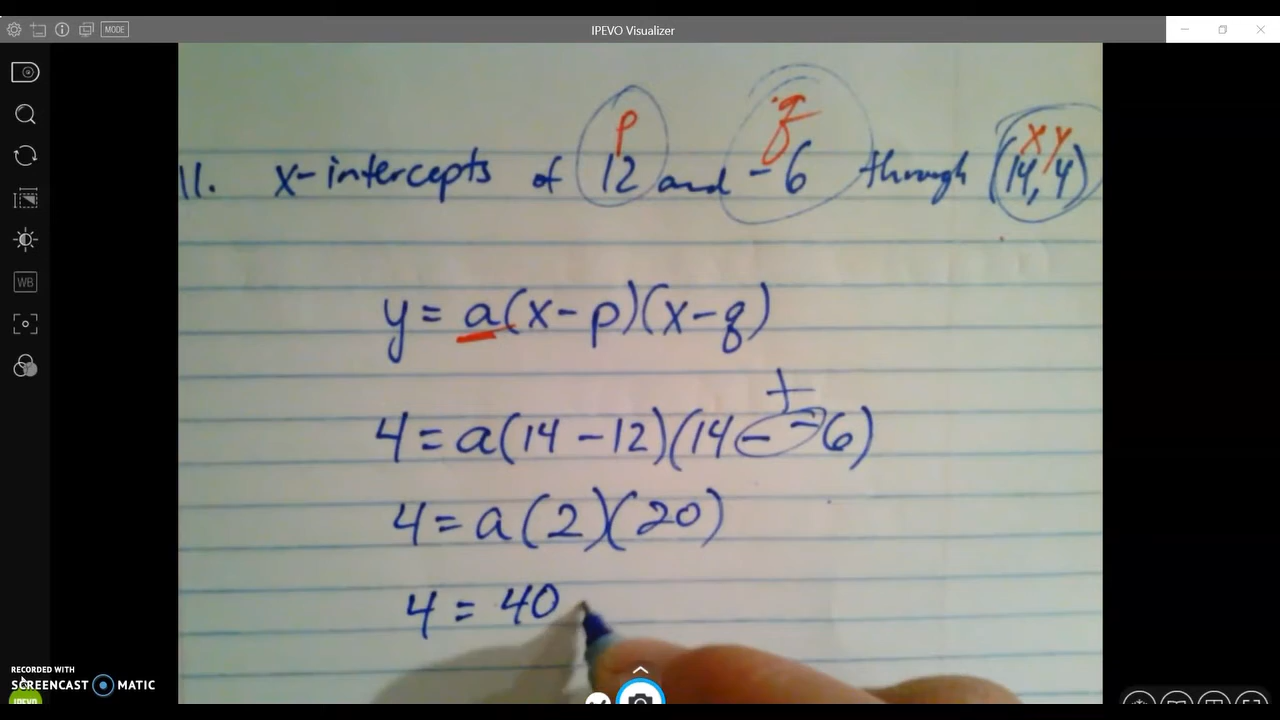 MODE
IPEVO Visualizer
WB
p q x y
11. x-intercepts of 12 and -6 through (14, 4)
y = a(x-p)(x-q)
+
4 = a(14-12)(14--6)
4 = a(2)(20)
4 = 40
RECORDED WITH
SCREENCAST MATIC
IPEVO